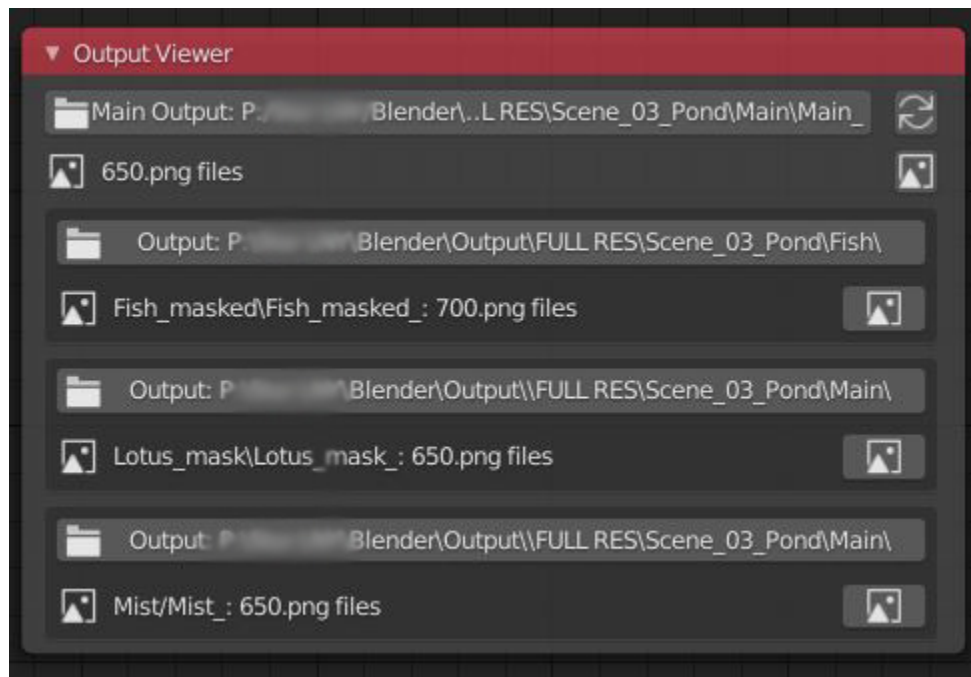 Output Viewer
Main Output: P: Blender\..L RES\Scene_03_Pond\Main\Main_
650.png files
Output: P Blender\Output\FULL RES\Scene_03_Pond\Fish\
Fish_masked\Fish_masked_: 700.png files
Output: P \Blender\Output\\FULL RES\Scene_03_Pond\Main\
Lotus_mask\Lotus_mask_: 650.png files
Output: P Blender\Output\\FULL RES\Scene_03_Pond\Main\
Mist/Mist_: 650.png files